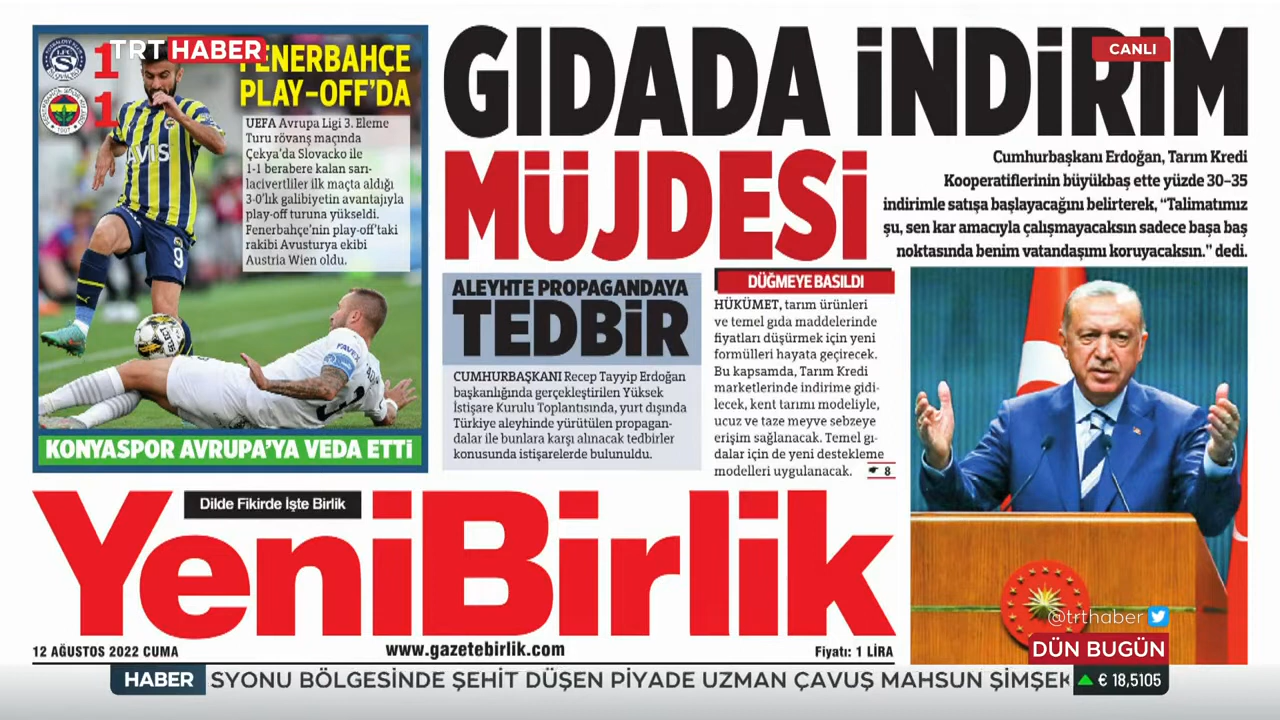 TRT HABER
CANLI
1
1
FENERBAHÇE
PLAY-OFF'DA
UEFA Avrupa Ligi 3. Eleme
Turu rövanş maçında
Çekya'da Slovacko ile
1-1 berabere kalan sarı-
lacivertliler ilk maçta aldığı
3-0'lık galibiyetin avantajıyla
play-off turuna yükseldi.
Fenerbahçe'nin play-off'taki
rakibi Avusturya ekibi
Austria Wien oldu.
AVIS
9
KONYASPOR AVRUPA'YA VEDA ETTİ
GIDADA İNDİRİM
MÜJDESİ
Cumhurbaşkanı Erdoğan, Tarım Kredi
Kooperatiflerinin büyükbaş ette yüzde 30-35
indirimle satışa başlayacağını belirterek, “Talimatımız
şu, sen kar amacıyla çalışmayacaksın sadece başa baş
noktasında benim vatandaşımı koruyacaksın.” dedi.
ALEYHTE PROPAGANDAYA
TEDBİR
CUMHURBAŞKANI Recep Tayyip Erdoğan
başkanlığında gerçekleştirilen Yüksek
İstişare Kurulu Toplantısında, yurt dışında
Türkiye aleyhinde yürütülen propagan-
dalar ile bunlara karşı alınacak tedbirler
konusunda istişarelerde bulunuldu.
DÜĞMEYE BASILDI
HÜKÜMET, tarım ürünleri
ve temel gıda maddelerinde
fiyatları düşürmek için yeni
formülleri hayata geçirecek.
Bu kapsamda, Tarım Kredi
marketlerinde indirime gidi-
lecek, kent tarımı modeliyle,
ucuz ve taze meyve sebzeye
erişim sağlanacak. Temel gı-
dalar için de yeni destekleme
modelleri uygulanacak.
8
Dilde Fikirde İşte Birlik
YeniBirlik
12 AĞUSTOS 2022 CUMA
www.gazetebirlik.com
Fiyatı: 1 LİRA
@trthaber
DÜN BUGÜN
HABER
SYONU BÖLGESİNDE ŞEHİT DÜŞEN PİYADE UZMAN ÇAVUŞ MAHSUN ŞİMŞEK
€ 18,5105